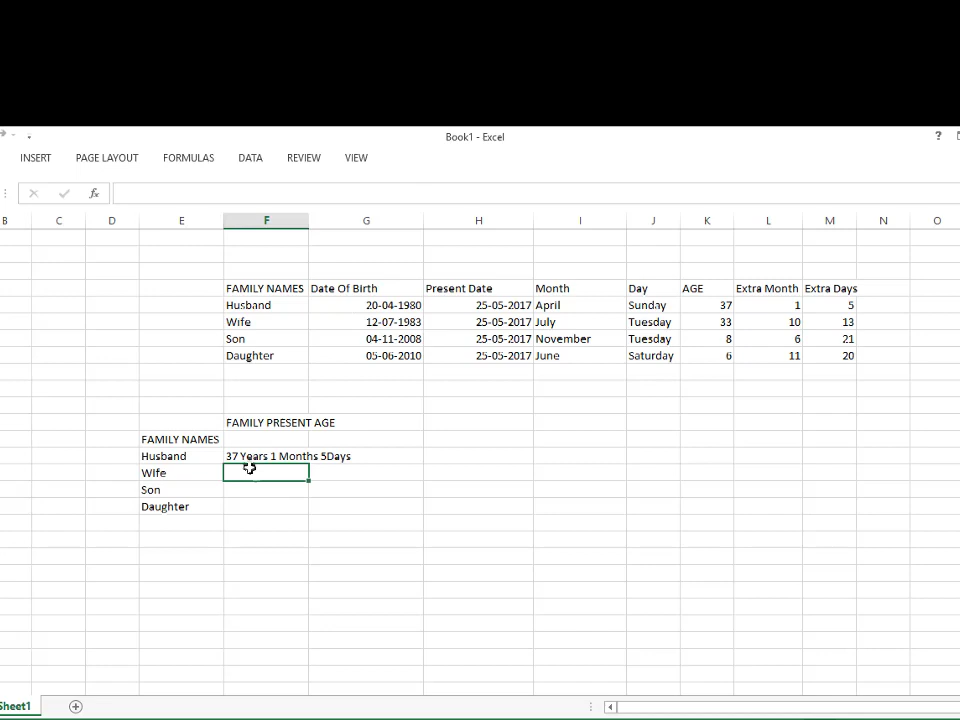 Book1 - Excel
?
INSERT PAGE LAYOUT FORMULAS DATA REVIEW VIEW
fx
B C D E F G H I J K L M N O
FAMILY NAMES Date Of Birth Present Date Month Day AGE Extra Month Extra Days
Husband 20-04-1980 25-05-2017 April Sunday 37 1 5
Wife 12-07-1983 25-05-2017 July Tuesday 33 10 13
Son 04-11-2008 25-05-2017 November Tuesday 8 6 21
Daughter 05-06-2010 25-05-2017 June Saturday 6 11 20
FAMILY PRESENT AGE
FAMILY NAMES
Husband 37 Years 1 Months 5Days
WIfe
Son
Daughter
Sheet1